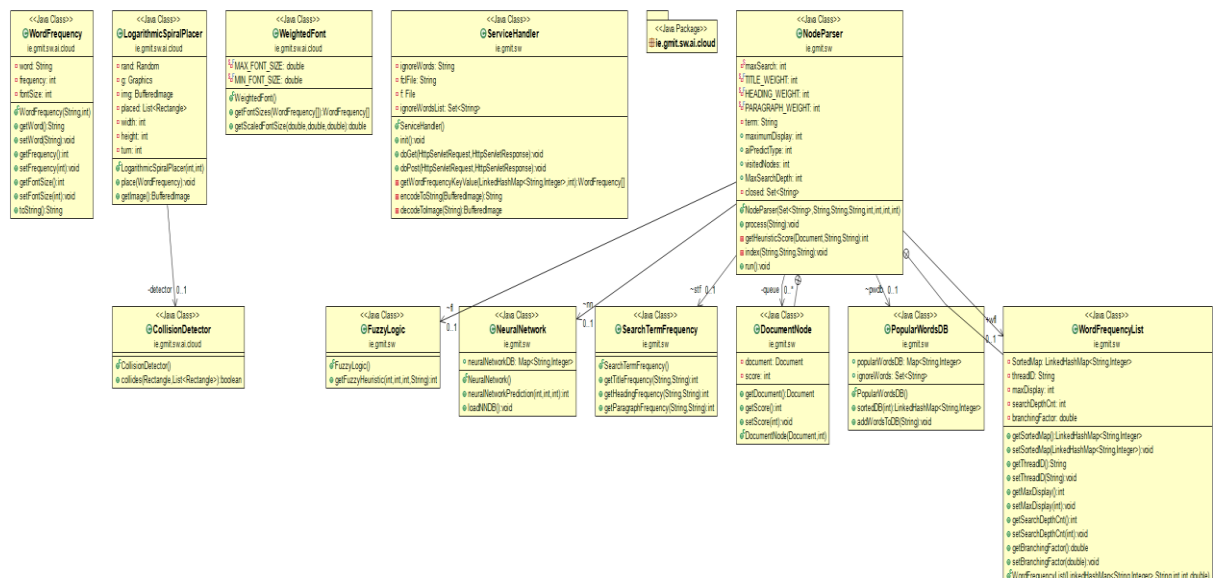 <<Java Class>>
WordFrequency
ie.gmit.sw.ai.cloud
word: String
frequency: int
fontSize: int
WordFrequency(String,int)
getWord():String
setWord(String):void
getFrequency():int
setFrequency(int):void
getFontSize():int
setFontSize(int):void
toString():String
<<Java Class>>
LogarithmicSpiralPlacer
ie.gmit.sw.ai.cloud
rand: Random
g: Graphics
img: BufferedImage
placed: List<Rectangle>
width: int
height: int
turn: int
LogarithmicSpiralPlacer(int,int)
place(WordFrequency):void
getImage():BufferedImage
<<Java Class>>
WeightedFont
ie.gmit.sw.ai.cloud
MAX_FONT_SIZE: double
MIN_FONT_SIZE: double
WeightedFont()
getFontSizes(WordFrequency[]):WordFrequency[]
getScaledFontSize(double,double,double):double
<<Java Class>>
ServiceHandler
ie.gmit.sw
ignoreWords: String
fclFile: String
f: File
ignoreWordsList: Set<String>
ServiceHandler()
init():void
doGet(HttpServletRequest,HttpServletResponse):void
doPost(HttpServletRequest,HttpServletResponse):void
getWordFrequencyKeyValue(LinkedHashMap<String,Integer>,int):WordFrequency[]
encodeToString(BufferedImage):String
decodeToImage(String):BufferedImage
<<Java Package>>
ie.gmit.sw.ai.cloud
<<Java Class>>
NodeParser
ie.gmit.sw
maxSearch: int
TITLE_WEIGHT: int
HEADING_WEIGHT: int
PARAGRAPH_WEIGHT: int
term: String
maximumDisplay: int
aiPredictType: int
visitedNodes: int
MaxSearchDepth: int
closed: Set<String>
NodeParser(Set<String>,String,String,String,int,int,int,int)
process(String):void
getHeuristicScore(Document,String,String):int
index(String,String,String):void
run():void
-detector 0..1
~fl
0..1
~nn
0..1
~stf 0..1
-queue 0..*
~pwdb 0..1
+wfl
0..1
<<Java Class>>
CollisionDetector
ie.gmit.sw.ai.cloud
CollisionDetector()
collides(Rectangle,List<Rectangle>):boolean
<<Java Class>>
FuzzyLogic
ie.gmit.sw
FuzzyLogic()
getFuzzyHeuristic(int,int,int,String):int
<<Java Class>>
NeuralNetwork
ie.gmit.sw
neuralNetworkDB: Map<String,Integer>
NeuralNetwork()
neuralNetworkPrediction(int,int,int):int
loadNNDB():void
<<Java Class>>
SearchTermFrequency
ie.gmit.sw
SearchTermFrequency()
getTitleFrequency(String,String):int
getHeadingFrequency(String,String):int
getParagraphFrequency(String,String):int
<<Java Class>>
DocumentNode
ie.gmit.sw
document: Document
score: int
getDocument():Document
getScore():int
setScore(int):void
DocumentNode(Document,int)
<<Java Class>>
PopularWordsDB
ie.gmit.sw
popularWordsDB: Map<String,Integer>
ignoreWords: Set<String>
PopularWordsDB()
sortedDB(int):LinkedHashMap<String,Integer>
addWordsToDB(String):void
<<Java Class>>
WordFrequencyList
ie.gmit.sw
SortedMap: LinkedHashMap<String,Integer>
threadID: String
maxDisplay: int
searchDepthCnt: int
branchingFactor: double
getSortedMap():LinkedHashMap<String,Integer>
setSortedMap(LinkedHashMap<String,Integer>):void
getThreadID():String
setThreadID(String):void
getMaxDisplay():int
setMaxDisplay(int):void
getSearchDepthCnt():int
setSearchDepthCnt(int):void
getBranchingFactor():double
setBranchingFactor(double):void
WordFrequencyList(LinkedHashMap<String,Integer>,String,int,int,double)